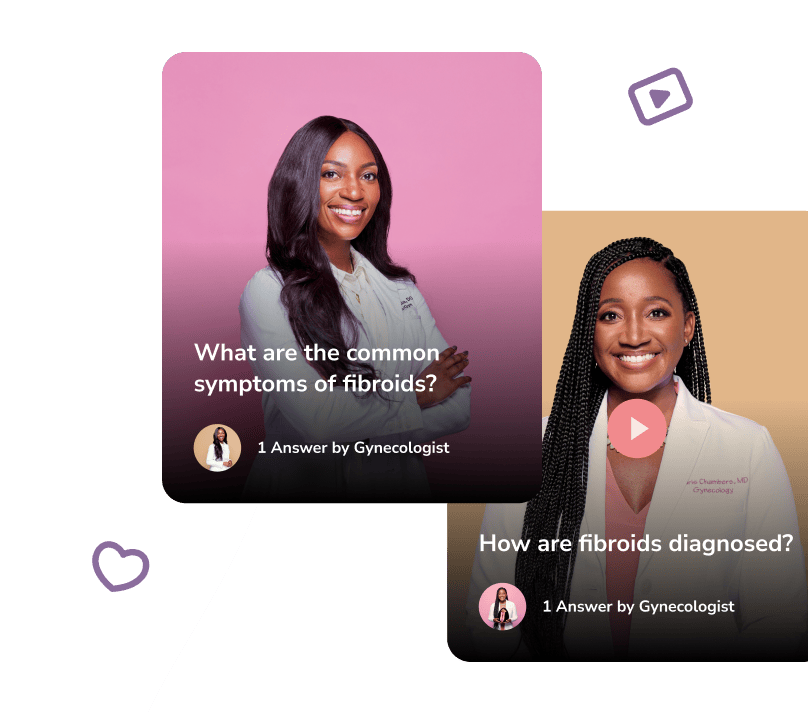 What are the common
symptoms of fibroids?
1 Answer by Gynecologist
Chambers, MD
Gynecology
How are fibroids diagnosed?
1 Answer by Gynecologist